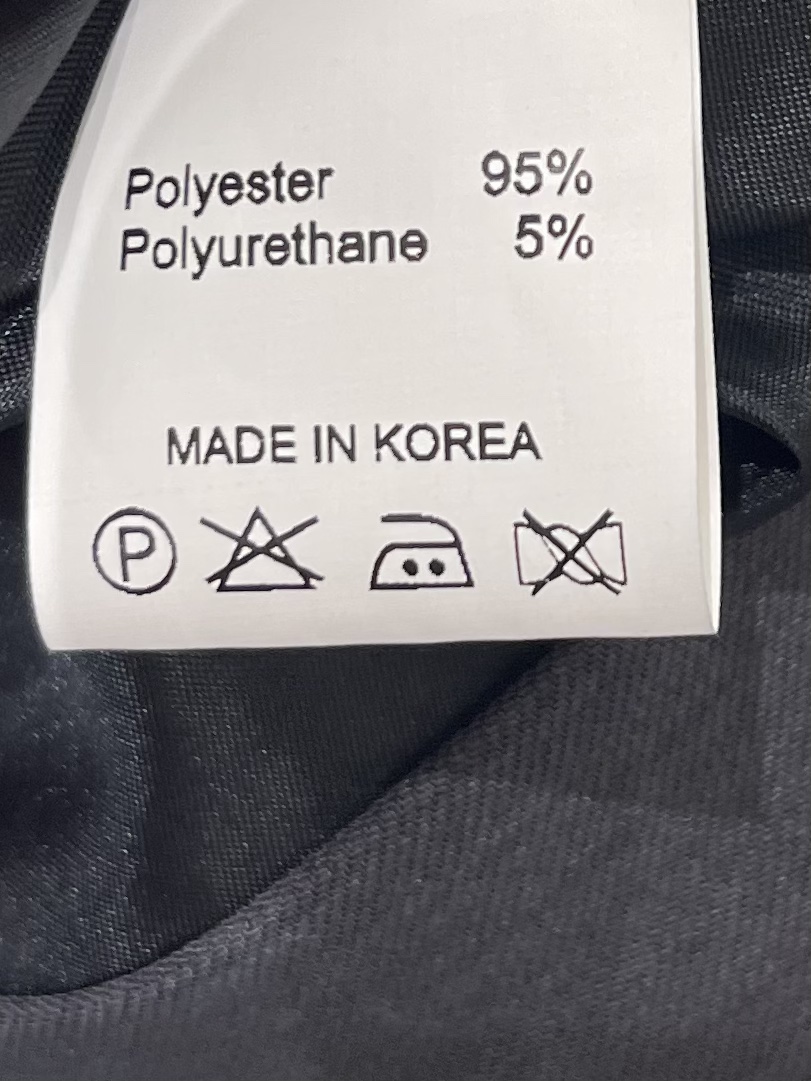 Polyester 95%
Polyurethane 5%
MADE IN KOREA
P